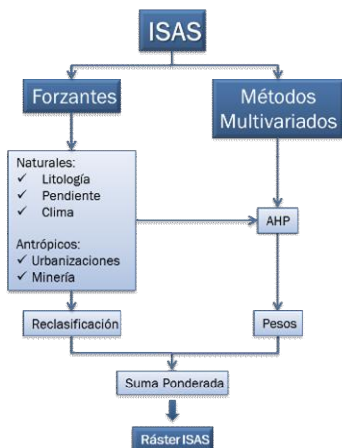 ISAS
Forzantes
Métodos
Multivariados
Naturales:
✓ Litología
✓ Pendiente
✓ Clima
Antrópicos:
✓ Urbanizaciones
✓ Minería
AHP
Reclasificación
Pesos
Suma Ponderada
Ráster ISAS